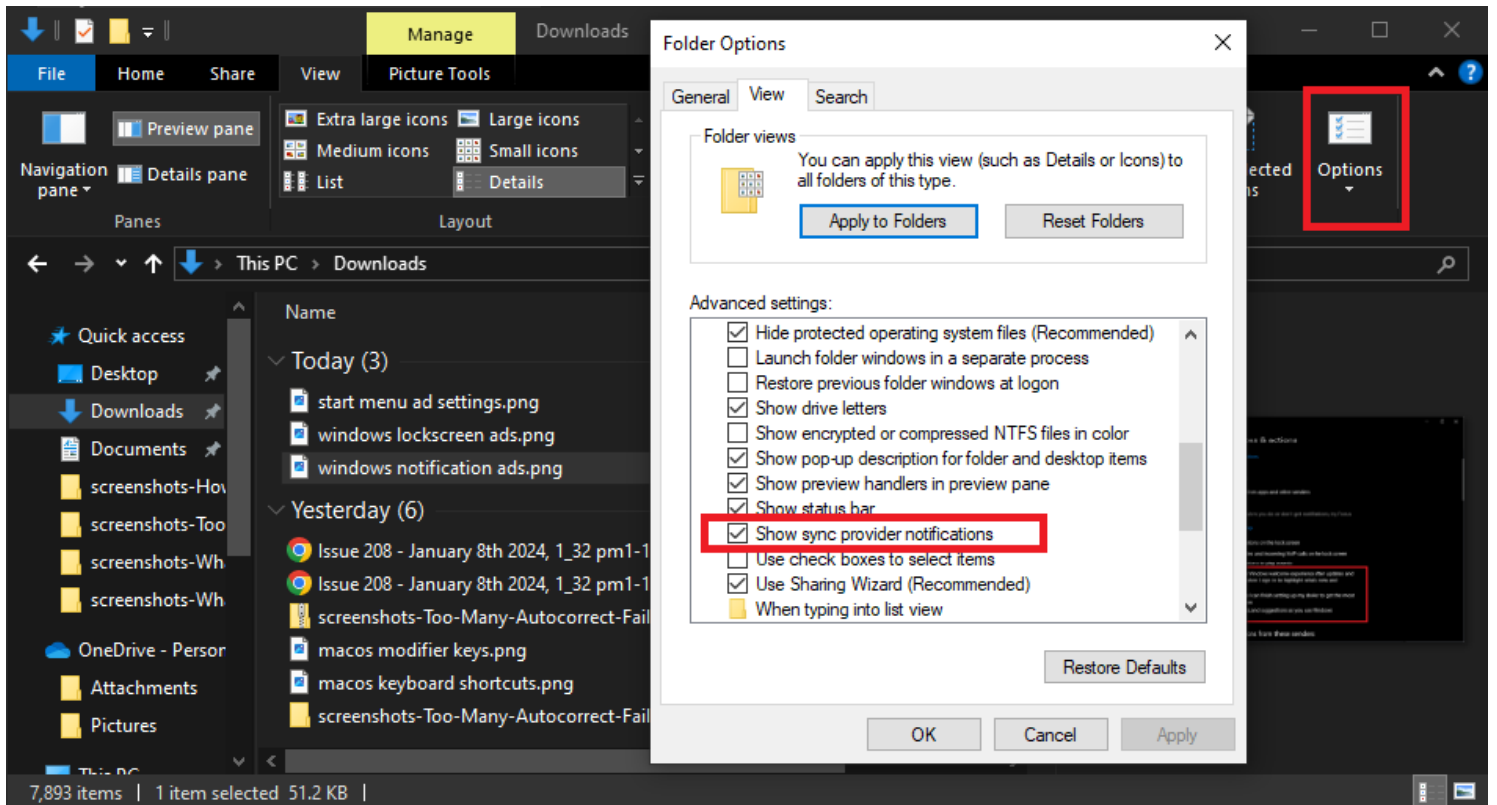 Manage
Downloads
File
Home
Share
View
Picture Tools
Navigation
pane
Preview pane
Details pane
Panes
Extra large icons
Large icons
Medium icons
Small icons
List
Details
Layout
Options
This PC > Downloads
Quick access
Desktop
Downloads
Documents
screenshots-Hov
screenshots-Too
screenshots-Wh
screenshots-Wh
OneDrive - Person
Attachments
Pictures
This PC
Name
Today (3)
start menu ad settings.png
windows lockscreen ads.png
windows notification ads.png
Yesterday (6)
Issue 208 - January 8th 2024, 1_32 pm1-1
Issue 208 - January 8th 2024, 1_32 pm1-1
screenshots-Too-Many-Autocorrect-Fail
macos modifier keys.png
macos keyboard shortcuts.png
screenshots-Too-Many-Autocorrect-Fail
7,893 items
1 item selected 51.2 KB
Folder Options
General
View
Search
Folder views
You can apply this view (such as Details or Icons) to
all folders of this type.
Apply to Folders
Reset Folders
Advanced settings:
Hide protected operating system files (Recommended)
Launch folder windows in a separate process
Restore previous folder windows at logon
Show drive letters
Show encrypted or compressed NTFS files in color
Show pop-up description for folder and desktop items
Show preview handlers in preview pane
Show status bar
Show sync provider notifications
Use check boxes to select items
Use Sharing Wizard (Recommended)
When typing into list view
Restore Defaults
OK
Cancel
Apply